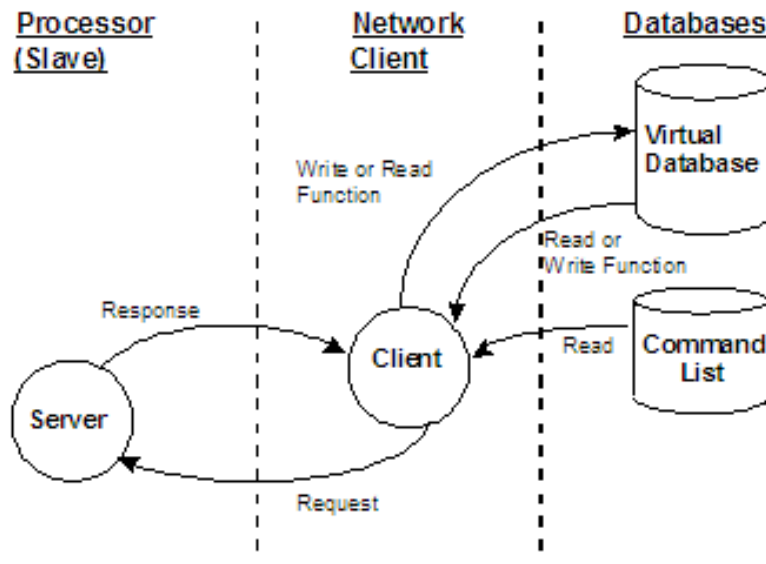 Processor
(Slave)
Network
Client
Databases
Virtual
Database
Write or Read
Function
Read or
Write Function
Response
Client
Read
Command
List
Server
Request